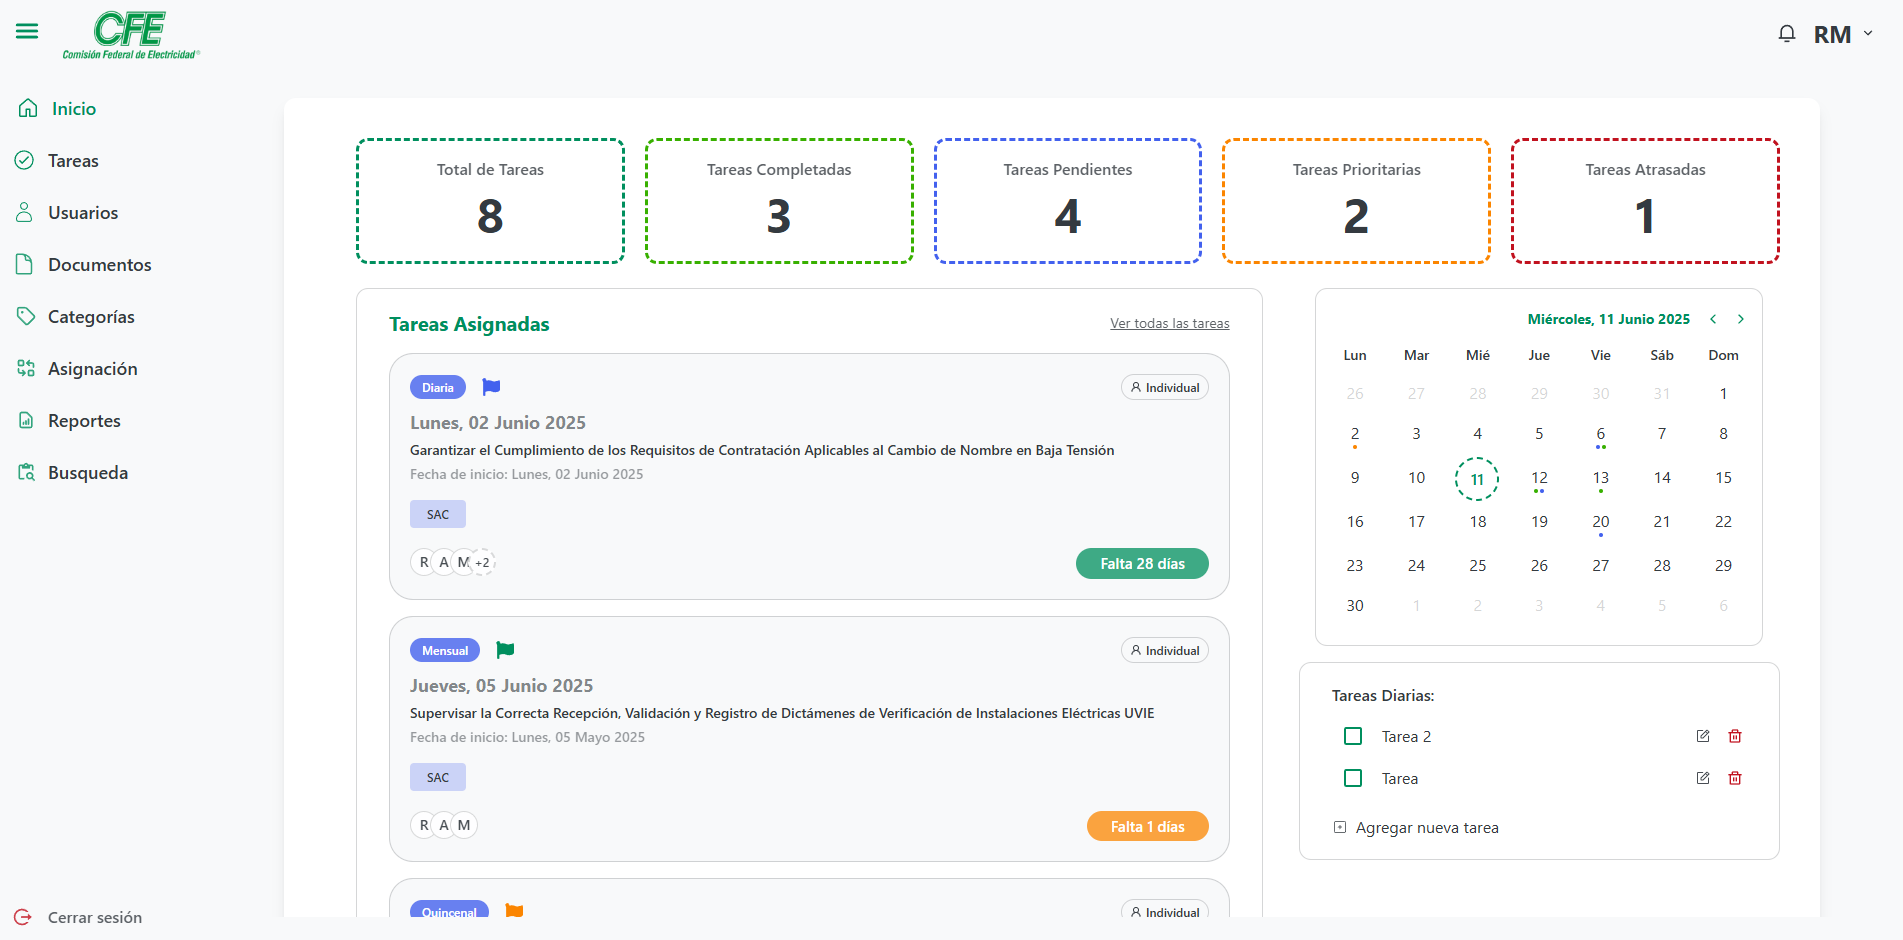 CFE
Comisión Federal de Electricidad®
RM
Inicio
Tareas
Usuarios
Documentos
Categorías
Asignación
Reportes
Busqueda
Cerrar sesión
Total de Tareas
8
Tareas Completadas
3
Tareas Pendientes
4
Tareas Prioritarias
2
Tareas Atrasadas
1
Tareas Asignadas
Ver todas las tareas
Diaria
Individual
Lunes, 02 Junio 2025
Garantizar el Cumplimiento de los Requisitos de Contratación Aplicables al Cambio de Nombre en Baja Tensión
Fecha de inicio: Lunes, 02 Junio 2025
SAC
R A M +2
Falta 28 días
Mensual
Individual
Jueves, 05 Junio 2025
Supervisar la Correcta Recepción, Validación y Registro de Dictámenes de Verificación de Instalaciones Eléctricas UVIE
Fecha de inicio: Lunes, 05 Mayo 2025
SAC
R A M
Falta 1 días
Quincenal
Individual
Miércoles, 11 Junio 2025
Lun Mar Mié Jue Vie Sáb Dom
26 27 28 29 30 31 1
2 3 4 5 6 7 8
9 10 11 12 13 14 15
16 17 18 19 20 21 22
23 24 25 26 27 28 29
30 1 2 3 4 5 6
Tareas Diarias:
Tarea 2
Tarea
Agregar nueva tarea